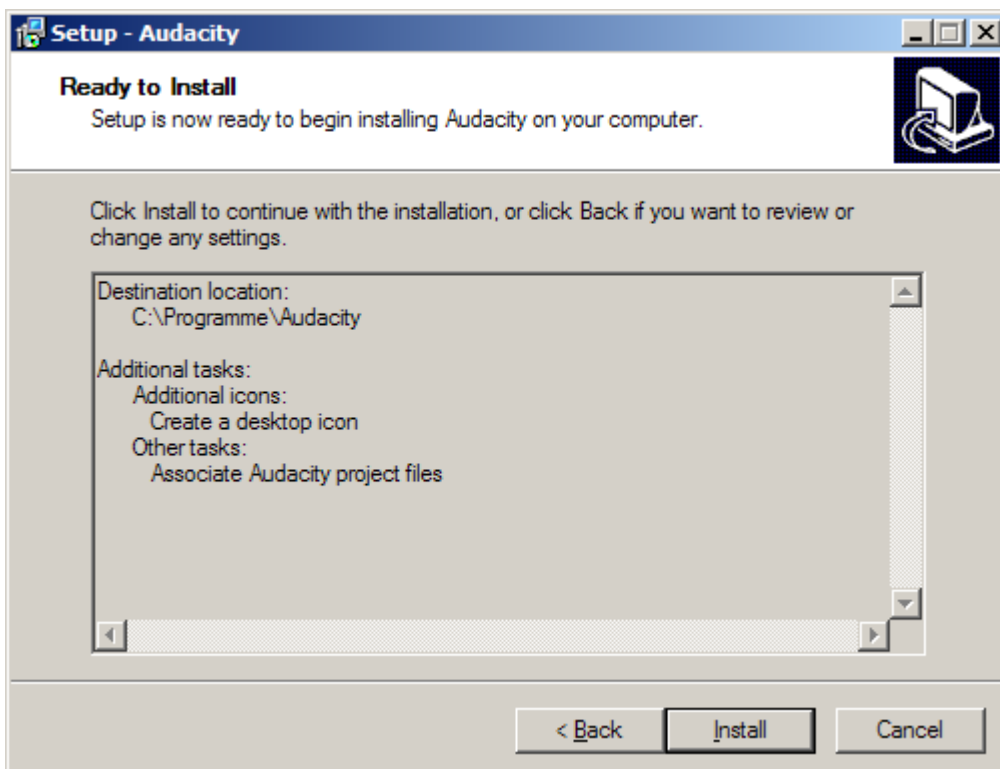 Setup - Audacity
Ready to Install
Setup is now ready to begin installing Audacity on your computer.
Click Install to continue with the installation, or click Back if you want to review or
change any settings.
Destination location:
C:\Programme\Audacity
Additional tasks:
Additional icons:
Create a desktop icon
Other tasks:
Associate Audacity project files
< Back Install Cancel